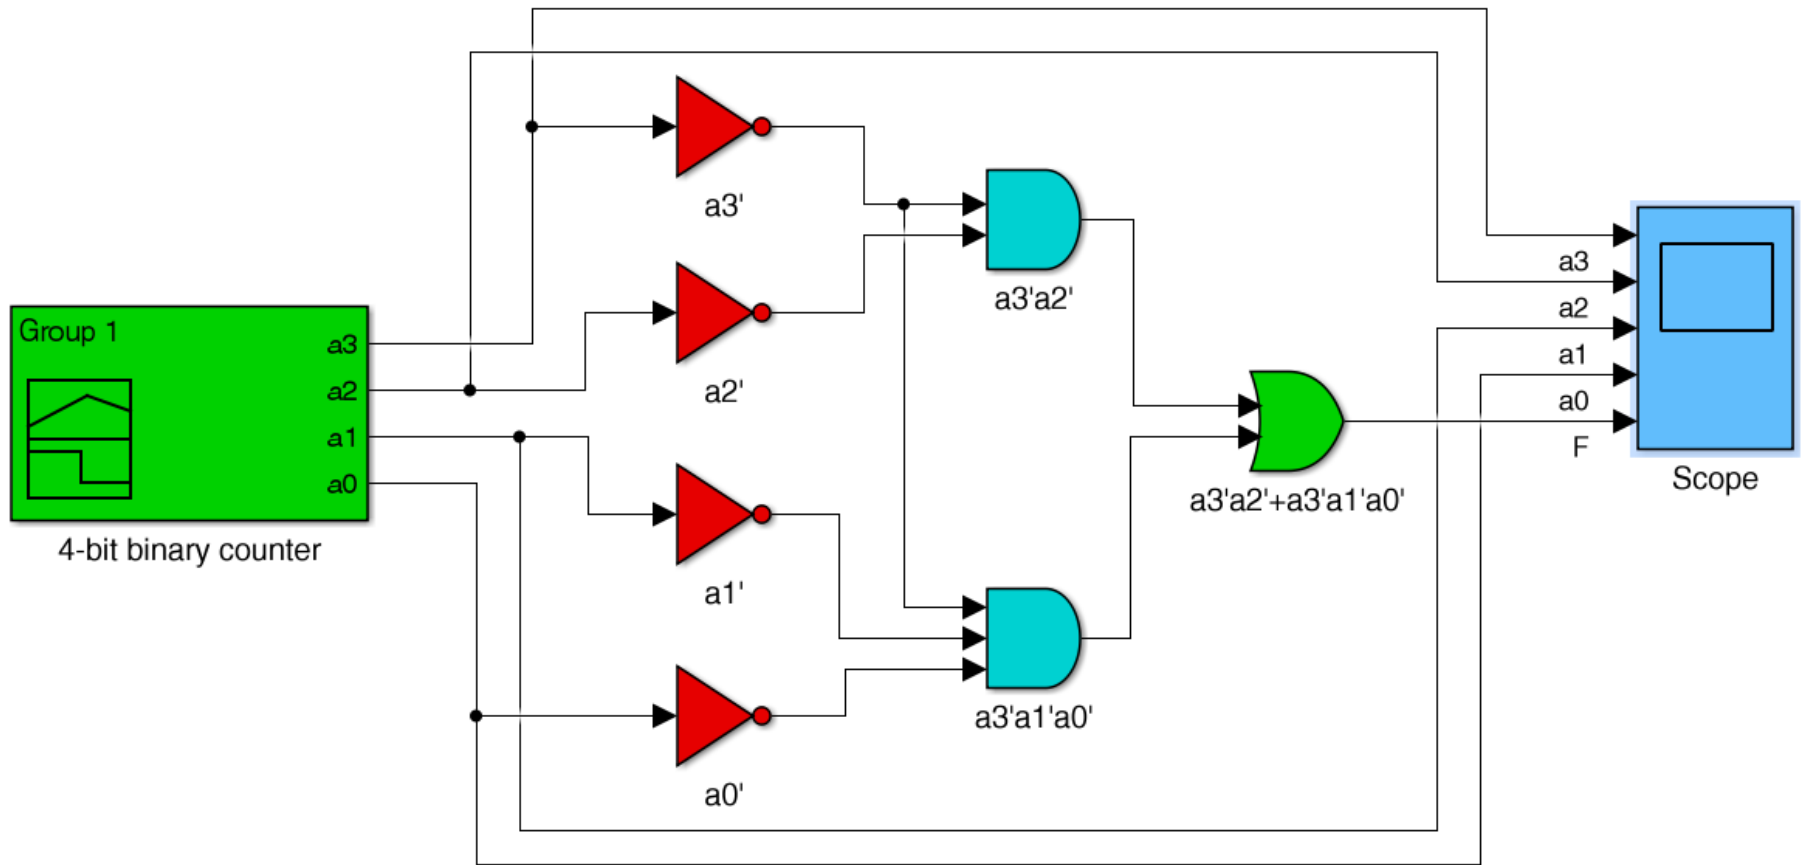 Group 1
a3
a2
a1
a0
4-bit binary counter
a3'
a2'
a1'
a0'
a3'a2'
a3'a1'a0'
a3'a2'+a3'a1'a0'
a3
a2
a1
a0
F
Scope